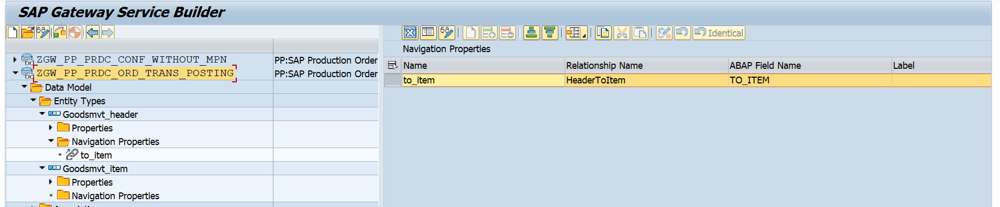 SAP Gateway Service Builder
Identical
Navigation Properties
ZGW_PP_PRDC_CONF_WITHOUT_MPN PP:SAP Production Order
ZGW_PP_PRDC_ORD_TRANS_POSTING PP:SAP Production Order
Data Model
Entity Types
Goodsmvt_header
Properties
Navigation Properties
to_item
Goodsmvt_item
Properties
Navigation Properties
Name Relationship Name ABAP Field Name Label
to_item HeaderToItem TO_ITEM